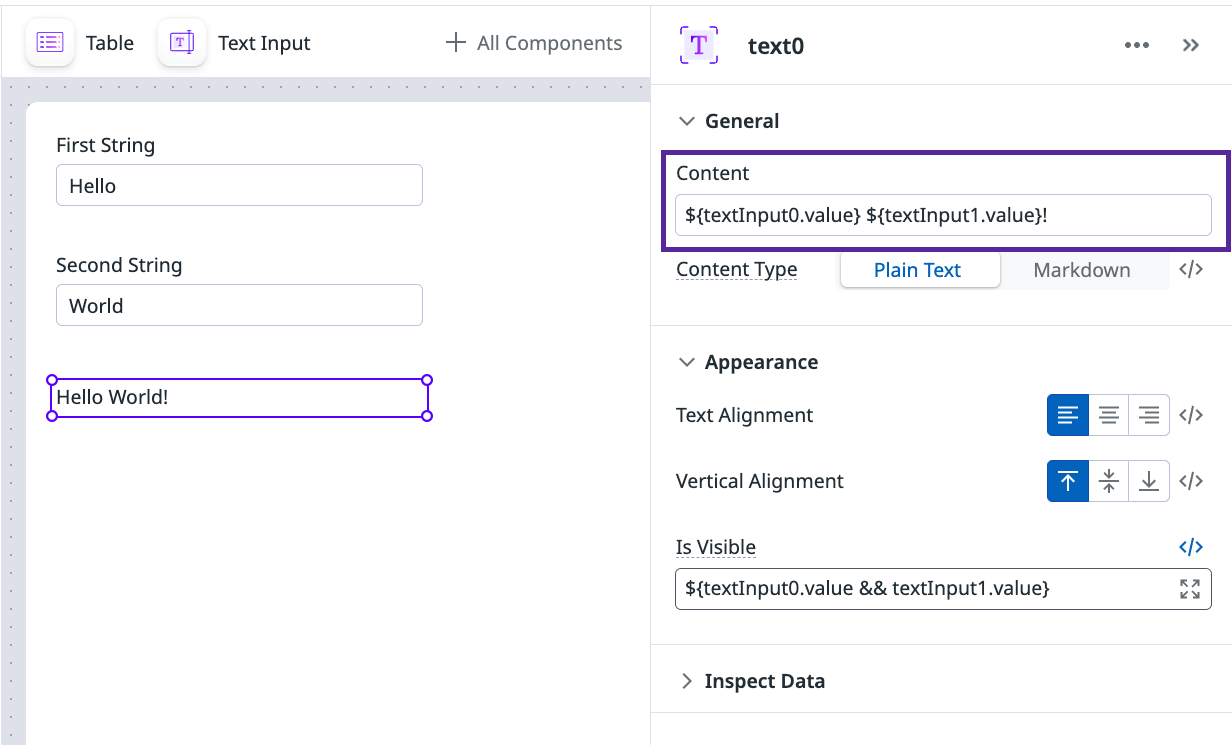 Table
Text Input
All Components
First String
Hello
Second String
World
Hello World!
T text0
General
Content
${textInput0.value} ${textInput1.value}!
Content Type Plain Text Markdown </>
Appearance
Text Alignment </>
Vertical Alignment </>
Is Visible </>
${textInput0.value && textInput1.value}
Inspect Data